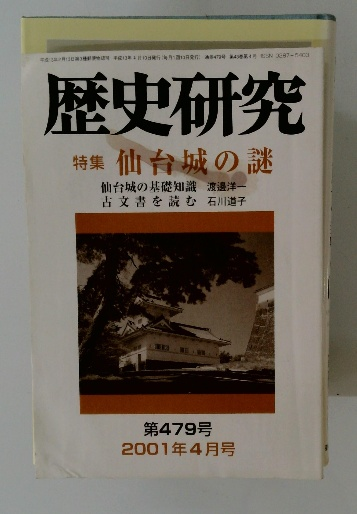 歴史研究
特集 仙台城の謎
仙台城の基礎知識 渡邊洋一
古文書を読む 石川道子
第479号
2001年4月号